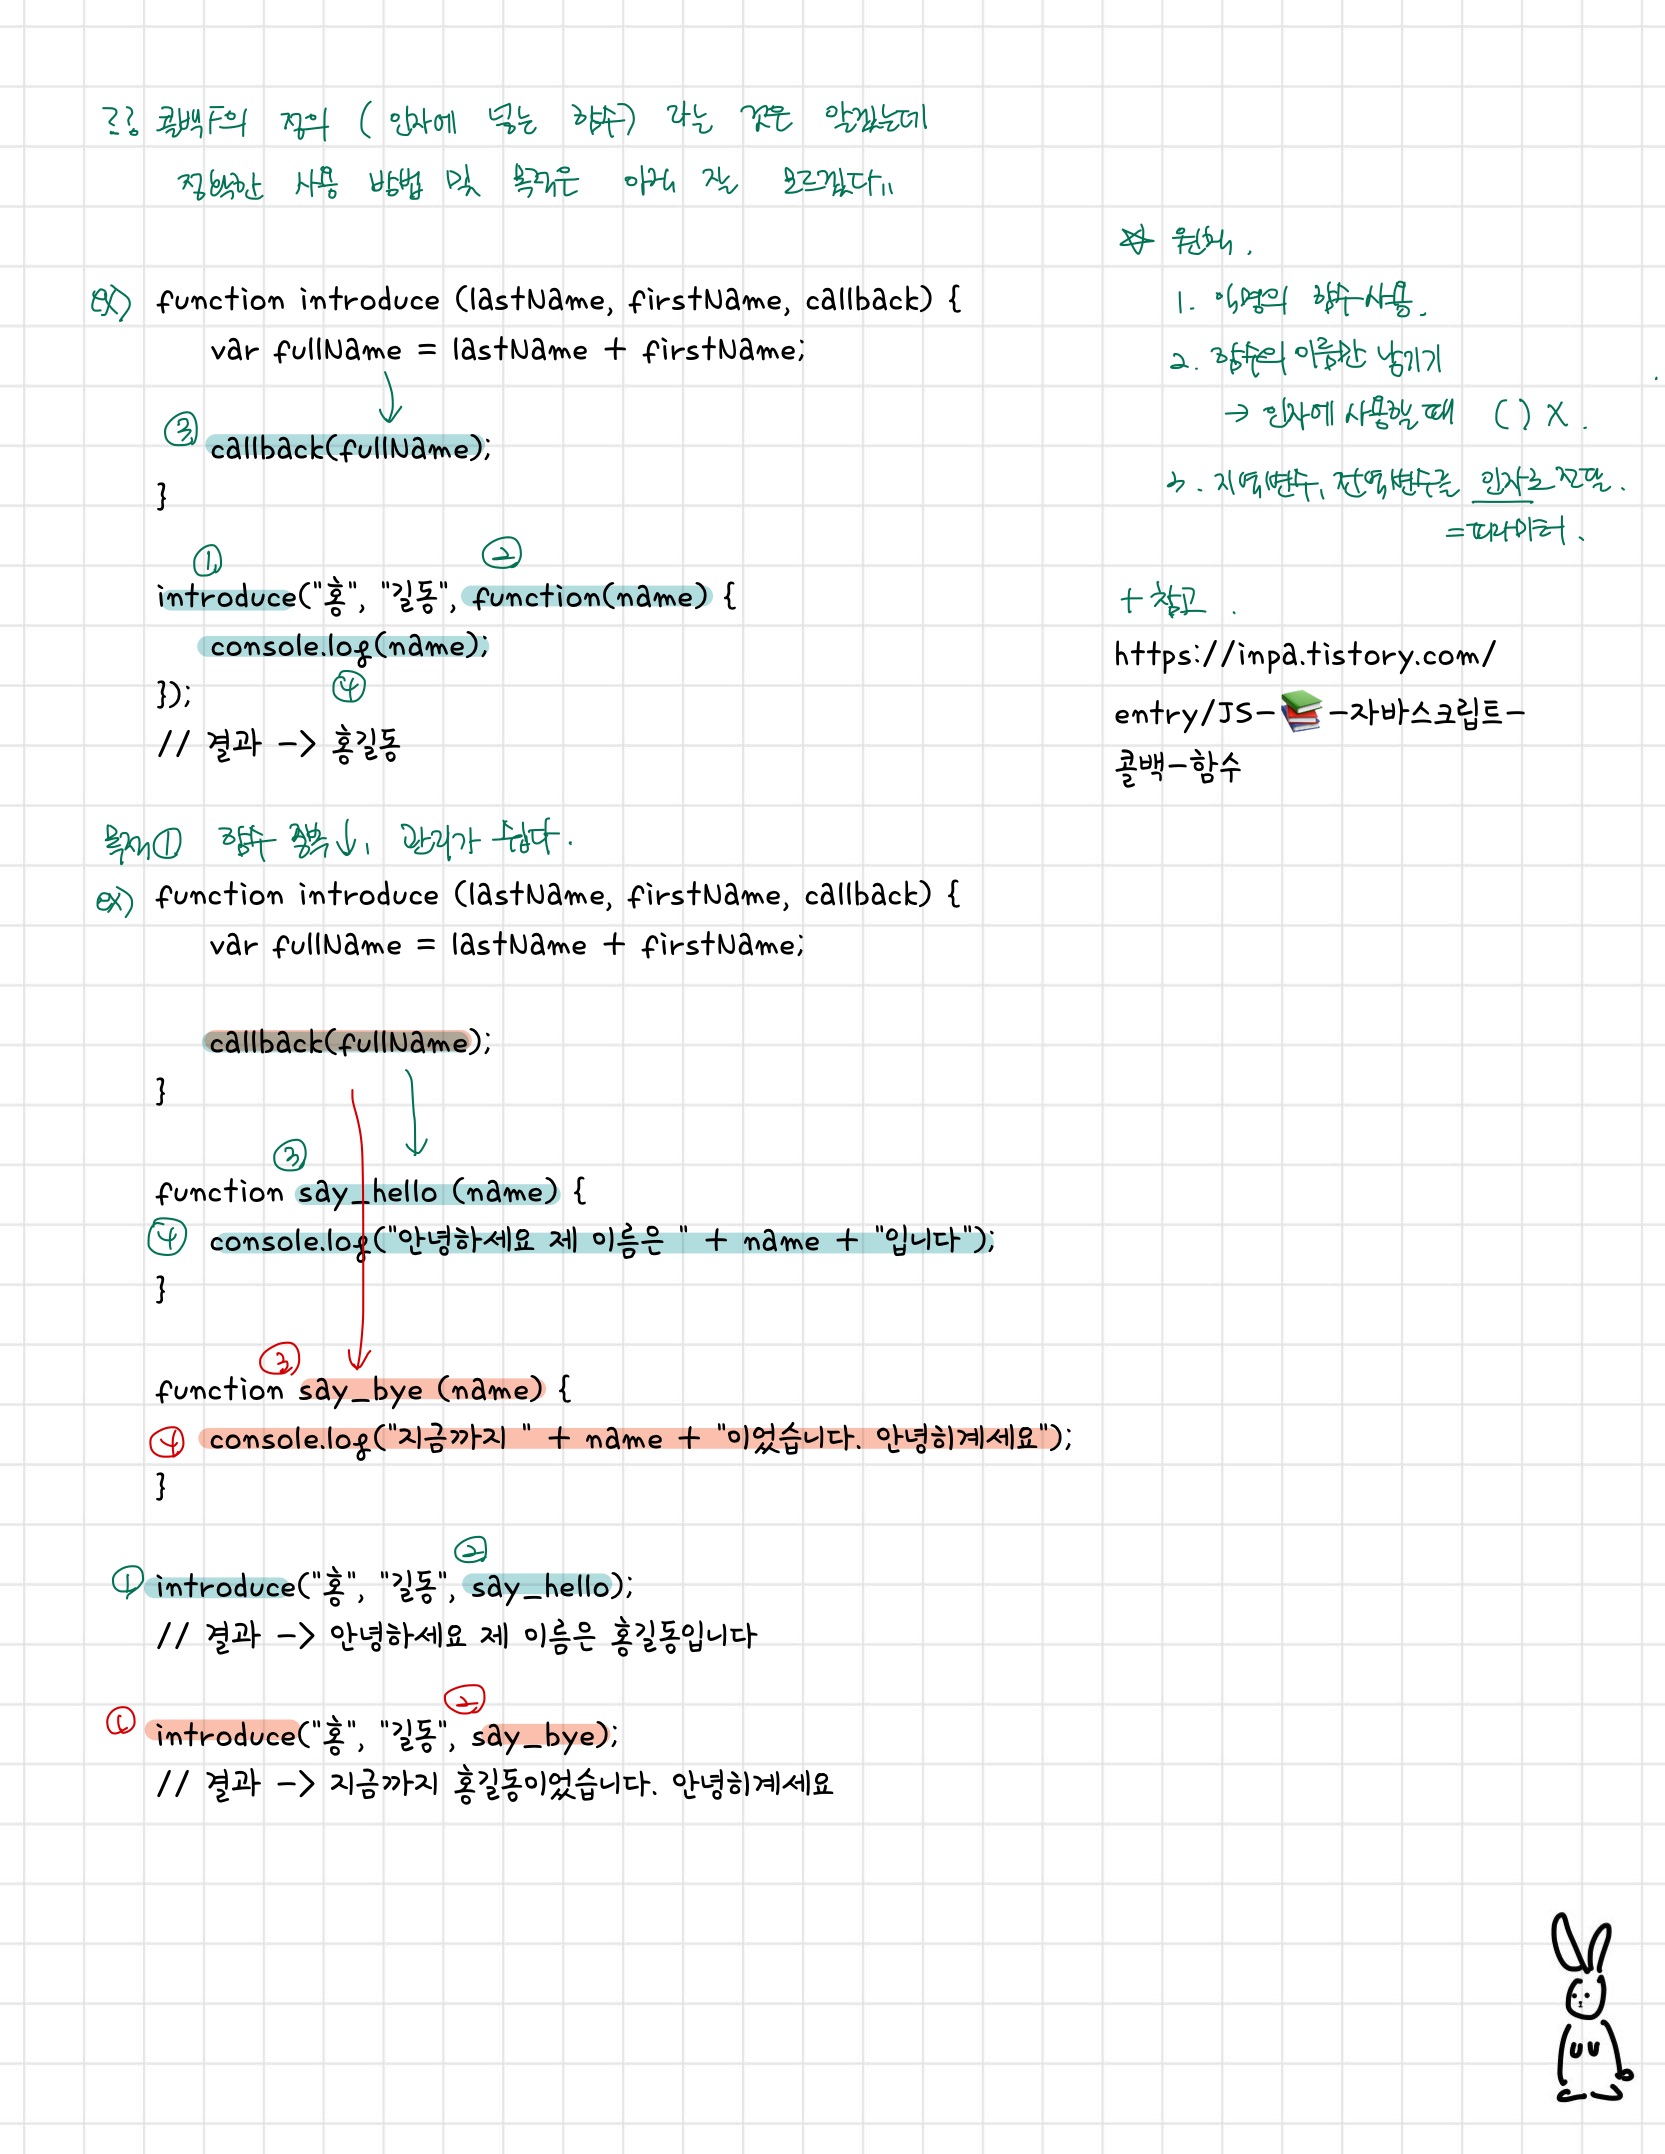 콜백F의 정의 ( 인자에 넣는 함수) 라는 것은 알겠는데
정확한 사용 방법 및 목적은 아직 잘 모르겠다..
ex) function introduce (lastName, firstName, callback) {
var fullName = lastName + firstName;
③ callback(fullName);
}
① ②
introduce("홍", "길동", function(name) {
console.log(name);
④
});
// 결과 -> 홍길동
목적① 함수 중복↓, 관리가 쉽다.
ex) function introduce (lastName, firstName, callback) {
var fullName = lastName + firstName;
callback(fullName);
}
③
function say_hello (name) {
④ console.log("안녕하세요 제 이름은 " + name + "입니다");
}
③
function say_bye (name) {
④ console.log("지금까지 " + name + "이었습니다. 안녕히계세요");
}
②
① introduce("홍", "길동", say_hello);
// 결과 -> 안녕하세요 제 이름은 홍길동입니다
②
① introduce("홍", "길동", say_bye);
// 결과 -> 지금까지 홍길동이었습니다. 안녕히계세요
☆ 원칙.
1. 익명의 함수사용.
2. 함수의 이름만 남기기
→ 인자에 사용할 때 ( ) X.
3. 지역변수, 전역변수를 인자로 전달.
= 파라미터.
+ 참고.
https://inpa.tistory.com/
entry/JS-📚-자바스크립트-
콜백-함수